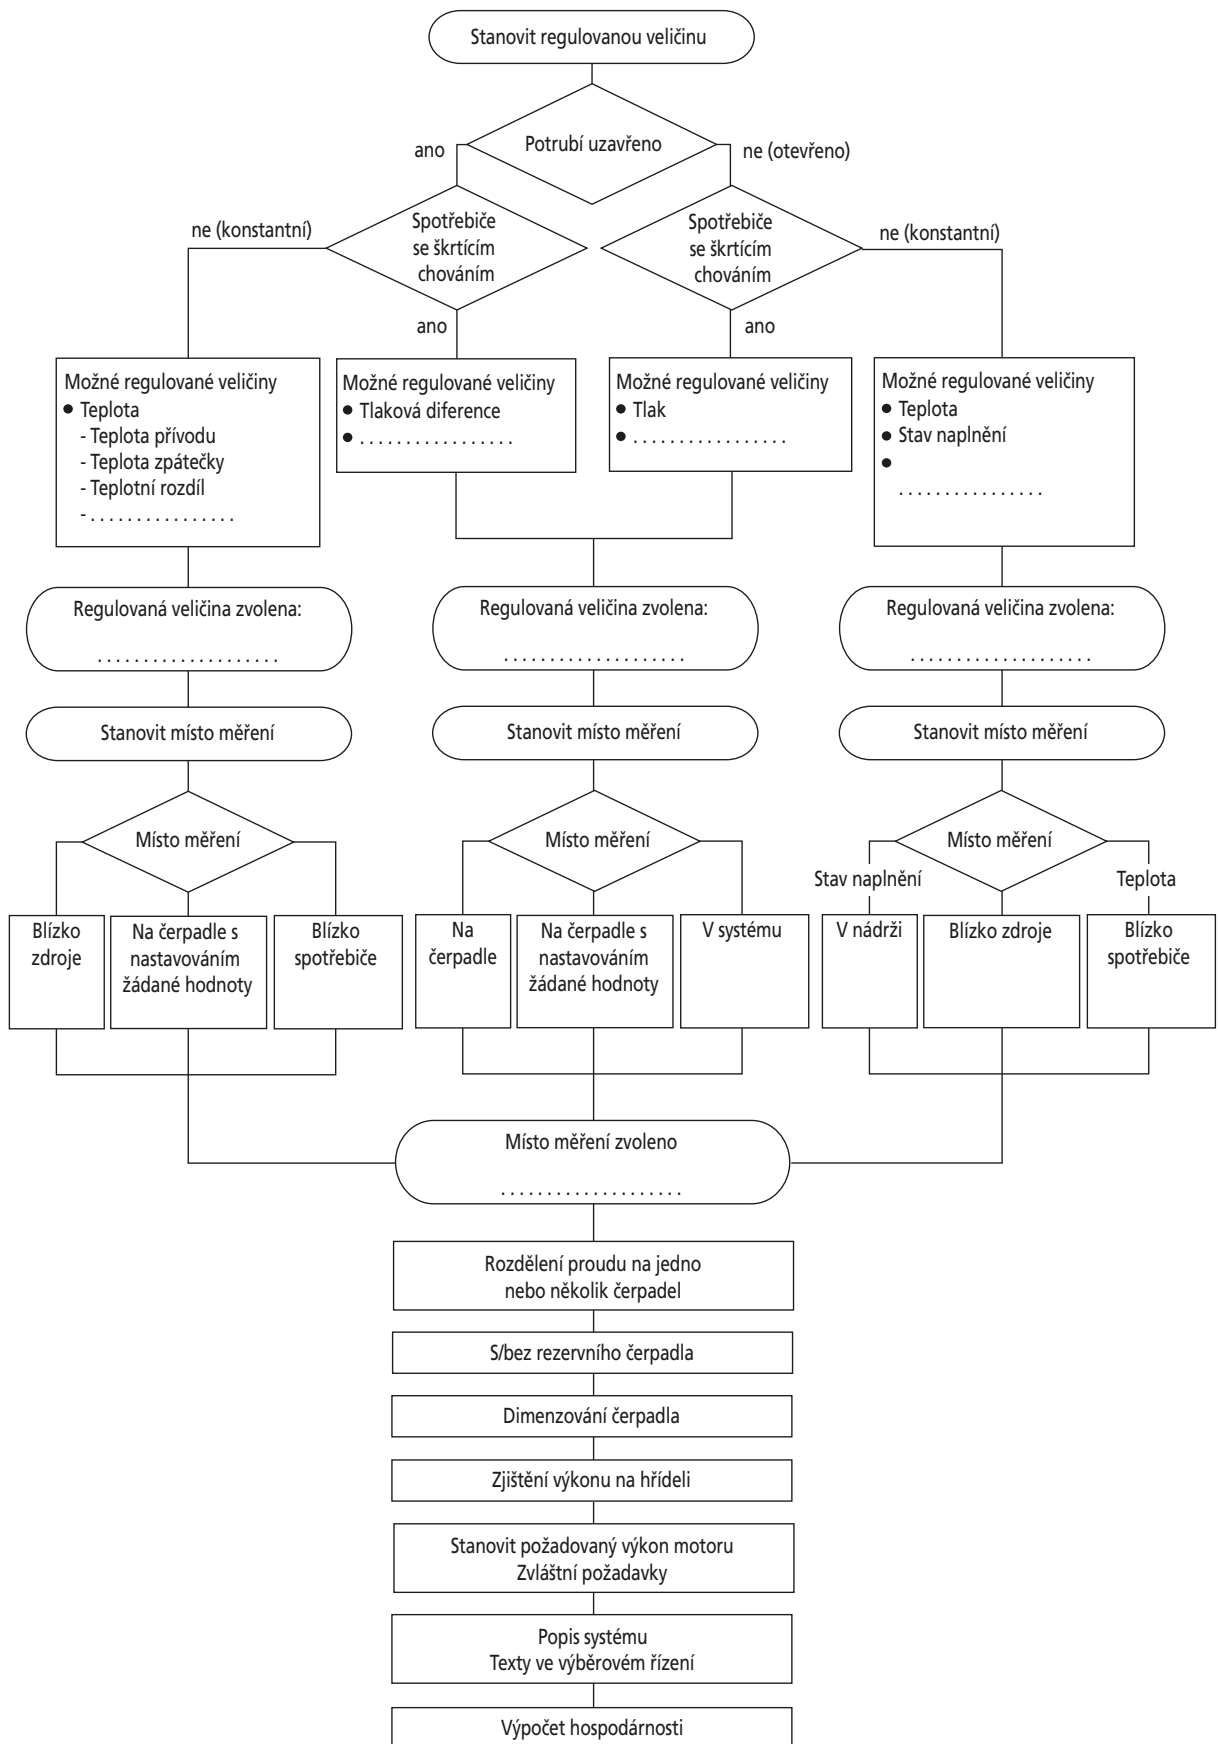 Stanovit regulovanou veličinu
Potrubí uzavřeno
ano
ne (otevřeno)
Spotřebiče
se škrtícím
chováním
Spotřebiče
se škrtícím
chováním
ne (konstantní)
ne (konstantní)
ano
ano
Možné regulované veličiny
● Teplota
- Teplota přívodu
- Teplota zpátečky
- Teplotní rozdíl
- . . . . . . . . . . . . . . . .
Možné regulované veličiny
● Tlaková diference
● . . . . . . . . . . . . . . . . .
Možné regulované veličiny
● Tlak
● . . . . . . . . . . . . . . . . .
Možné regulované veličiny
● Teplota
● Stav naplnění
●
. . . . . . . . . . . . . . . .
Regulovaná veličina zvolena:
. . . . . . . . . . . . . . . . . . . .
Regulovaná veličina zvolena:
. . . . . . . . . . . . . . . . . . . .
Regulovaná veličina zvolena:
. . . . . . . . . . . . . . . . . . . .
Stanovit místo měření
Stanovit místo měření
Stanovit místo měření
Místo měření
Místo měření
Místo měření
Stav naplnění
Teplota
Blízko
zdroje
Na čerpadle s
nastavováním
žádané hodnoty
Blízko
spotřebiče
Na
čerpadle
Na čerpadle s
nastavováním
žádané hodnoty
V systému
V nádrži
Blízko zdroje
Blízko
spotřebiče
Místo měření zvoleno
. . . . . . . . . . . . . . . . . . . .
Rozdělení proudu na jedno
nebo několik čerpadel
S/bez rezervního čerpadla
Dimenzování čerpadla
Zjištění výkonu na hřídeli
Stanovit požadovaný výkon motoru
Zvláštní požadavky
Popis systému
Texty ve výběrovém řízení
Výpočet hospodárnosti